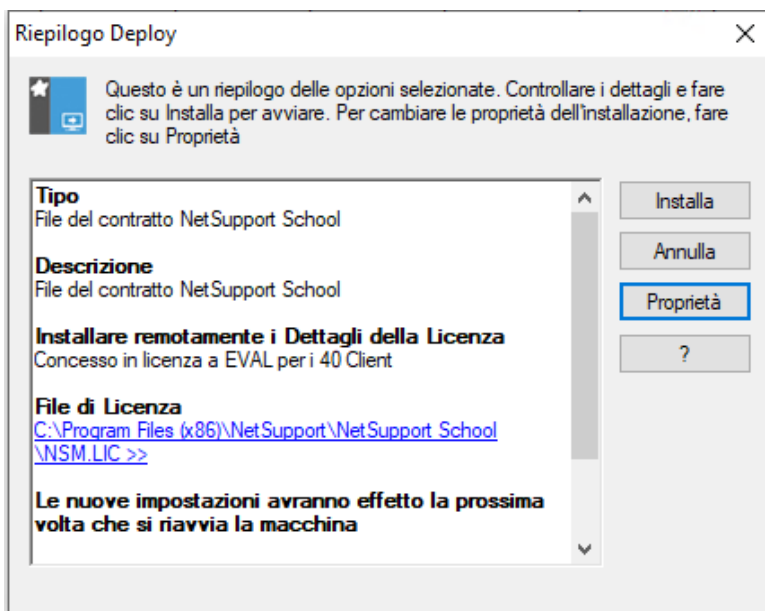 Riepilogo Deploy
Questo è un riepilogo delle opzioni selezionate. Controllare i dettagli e fare
clic su Installa per avviare. Per cambiare le proprietà dell'installazione, fare
clic su Proprietà
Tipo
File del contratto NetSupport School
Descrizione
File del contratto NetSupport School
Installare remotamente i Dettagli della Licenza
Concesso in licenza a EVAL per i 40 Client
File di Licenza
C:\Program Files (x86)\NetSupport\NetSupport School
\NSM.LIC >>
Le nuove impostazioni avranno effetto la prossima
volta che si riavvia la macchina
Installa
Annulla
Proprietà
?